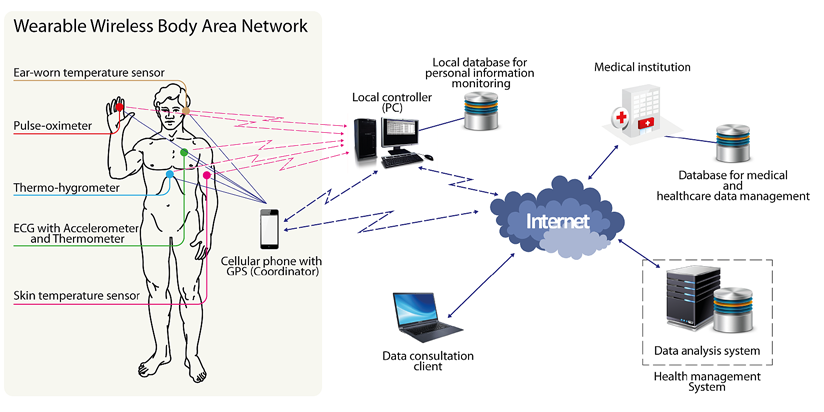 Wearable Wireless Body Area Network
Ear-worn temperature sensor
Pulse-oximeter
Thermo-hygrometer
ECG with Accelerometer
and Thermometer
Skin temperature sensor
Cellular phone with
GPS (Coordinator)
Local controller
(PC)
Local database for
personal information
monitoring
Medical institution
Database for medical
and
healthcare data management
Internet
Data consultation
client
Data analysis system
Health management
System